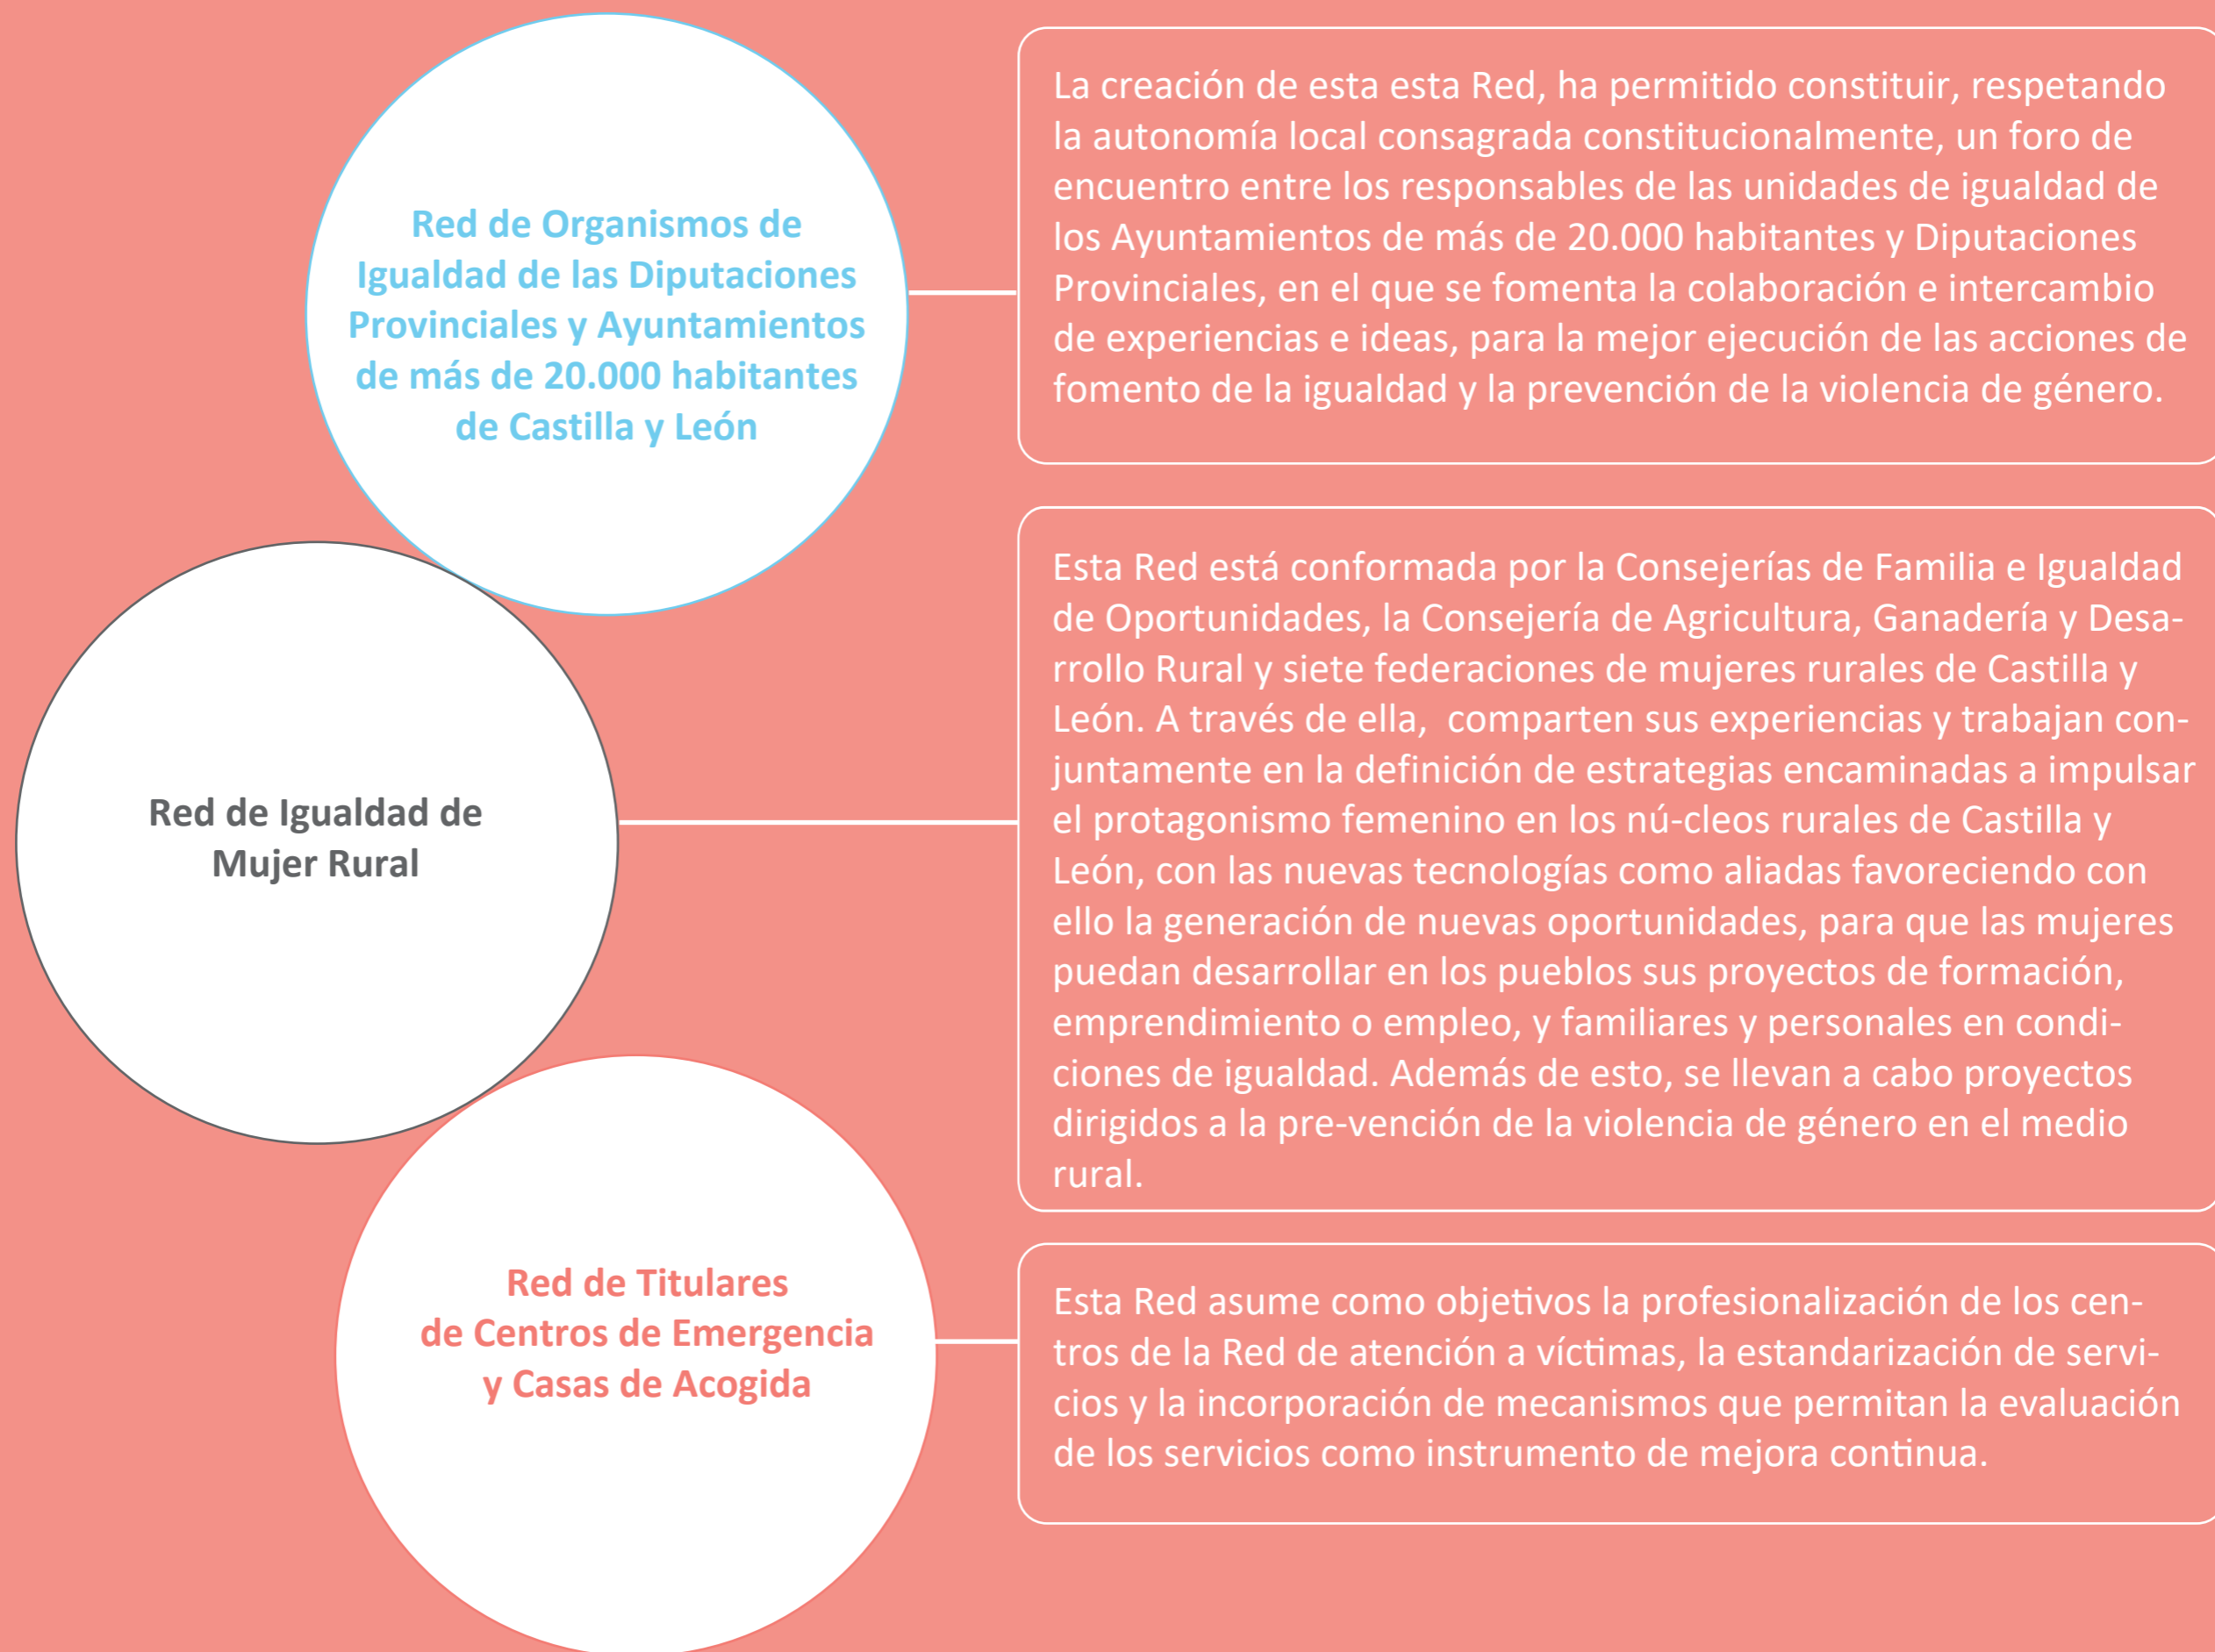 Red de Organismos de
Igualdad de las Diputaciones
Provinciales y Ayuntamientos
de más de 20.000 habitantes
de Castilla y León
La creación de esta esta Red, ha permitido constituir, respetando
la autonomía local consagrada constitucionalmente, un foro de
encuentro entre los responsables de las unidades de igualdad de
los Ayuntamientos de más de 20.000 habitantes y Diputaciones
Provinciales, en el que se fomenta la colaboración e intercambio
de experiencias e ideas, para la mejor ejecución de las acciones de
fomento de la igualdad y la prevención de la violencia de género.
Red de Igualdad de
Mujer Rural
Esta Red está conformada por la Consejerías de Familia e Igualdad
de Oportunidades, la Consejería de Agricultura, Ganadería y Desa-
rrollo Rural y siete federaciones de mujeres rurales de Castilla y
León. A través de ella,  comparten sus experiencias y trabajan con-
juntamente en la definición de estrategias encaminadas a impulsar
el protagonismo femenino en los nú-cleos rurales de Castilla y
León, con las nuevas tecnologías como aliadas favoreciendo con
ello la generación de nuevas oportunidades, para que las mujeres
puedan desarrollar en los pueblos sus proyectos de formación,
emprendimiento o empleo, y familiares y personales en condi-
ciones de igualdad. Además de esto, se llevan a cabo proyectos
dirigidos a la pre-vención de la violencia de género en el medio
rural.
Red de Titulares
de Centros de Emergencia
y Casas de Acogida
Esta Red asume como objetivos la profesionalización de los cen-
tros de la Red de atención a víctimas, la estandarización de servi-
cios y la incorporación de mecanismos que permitan la evaluación
de los servicios como instrumento de mejora continua.